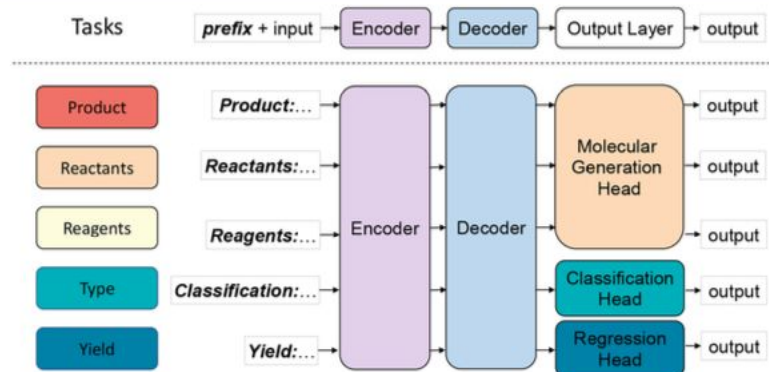 Tasks
prefix + input
Encoder
Decoder
Output Layer
output
Product
Product:...
output
Reactants
Reactants:...
output
Reagents
Reagents:...
output
Type
Classification:...
output
Yield
Yield:...
output
Encoder
Decoder
Molecular
Generation
Head
Classification
Head
Regression
Head